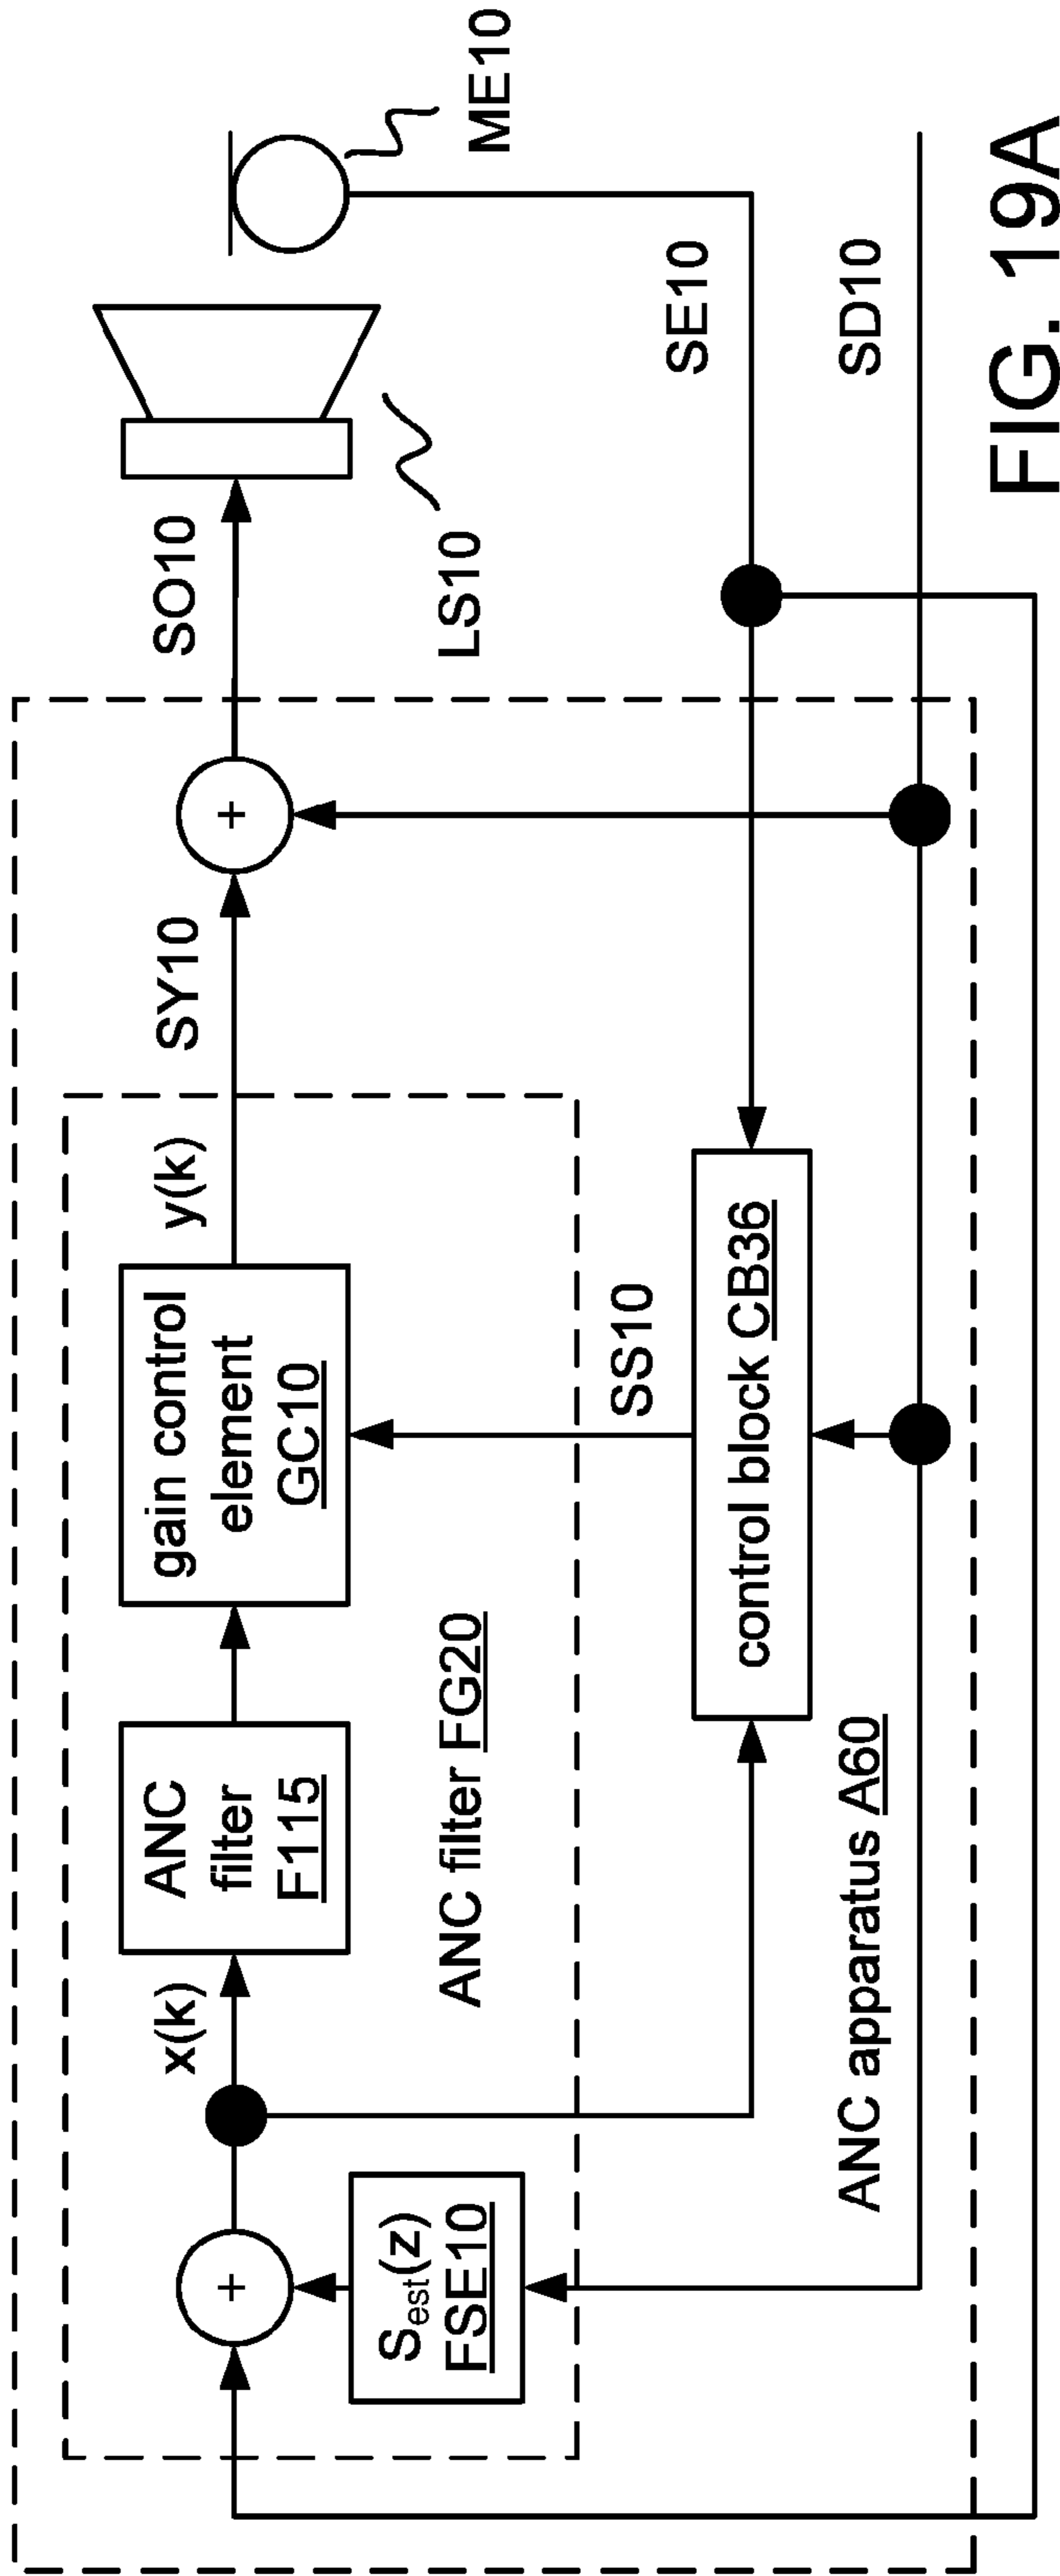 x(k)
ANC
filter
F115
gain control
element
GC10
y(k)
SY10
+
SO10
LS10
ME10
+
Sest(z)
FSE10
ANC filter FG20
SS10
control block CB36
SE10
SD10
ANC apparatus A60
FIG. 19A